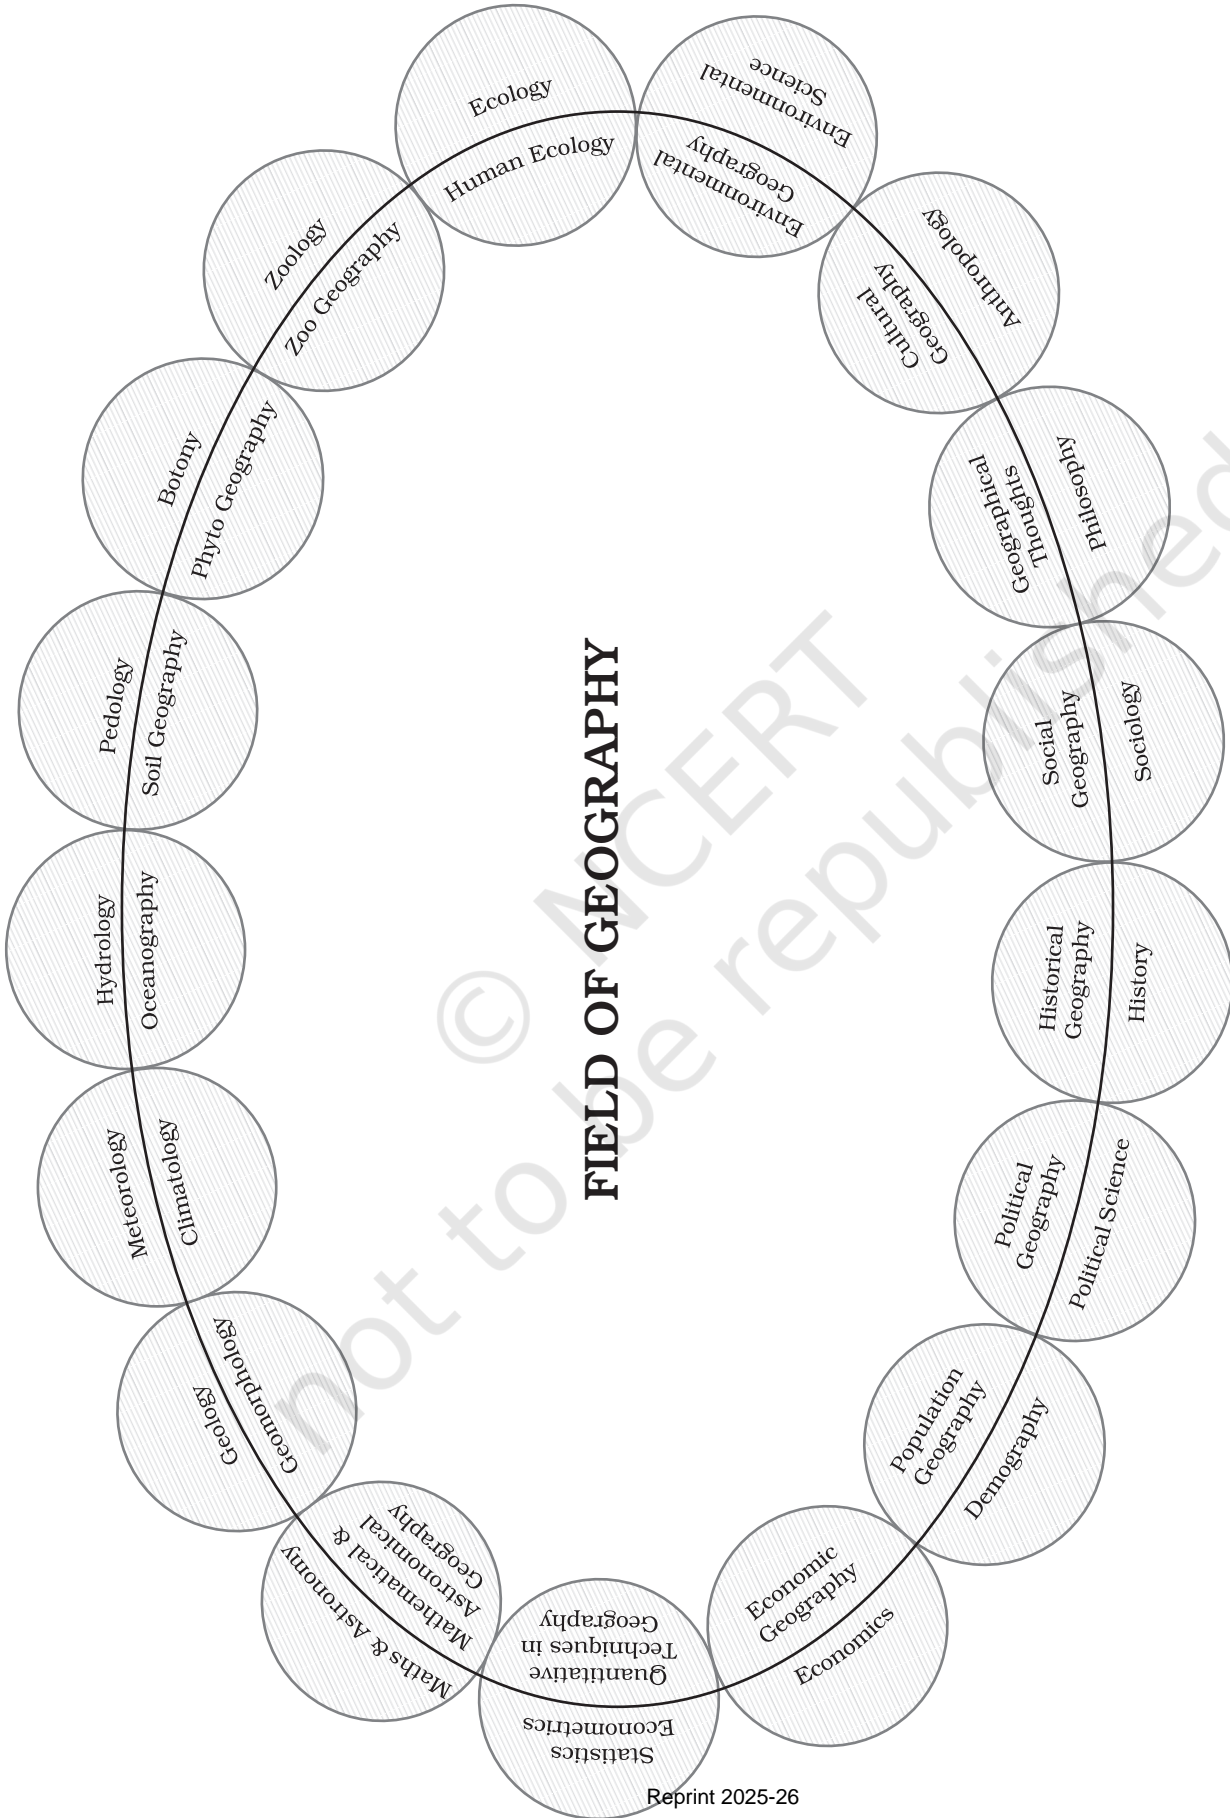 FIELD OF GEOGRAPHY
Ecology
Human Ecology
Environmental
Science
Environmental
Geography
Anthropology
Cultural
Geography
Philosophy
Geographical
Thoughts
Sociology
Social
Geography
History
Historical
Geography
Political Science
Political
Geography
Demography
Population
Geography
Economics
Economic
Geography
Statistics
Econometrics
Quantitative
Techniques in
Geography
Maths & Astronomy
Mathematical &
Astronomical
Geography
Geology
Geomorphology
Meteorology
Climatology
Hydrology
Oceanography
Pedology
Soil Geography
Botony
Phyto Geography
Zoology
Zoo Geography
© NCERT
not to be republished
Reprint 2025-26